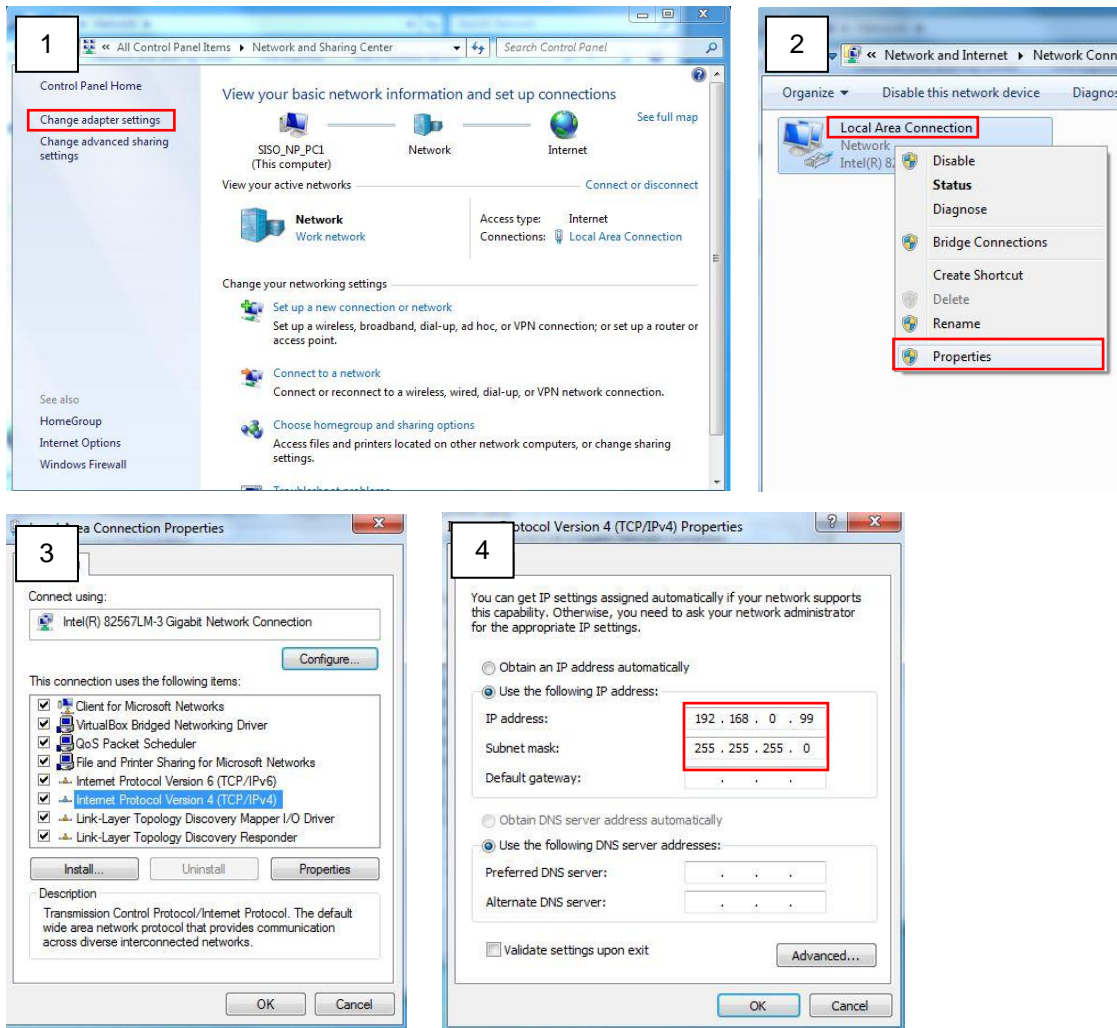 1
« All Control Panel Items ▸ Network and Sharing Center
Search Control Panel
Control Panel Home
Change adapter settings
Change advanced sharing
settings
See also
HomeGroup
Internet Options
Windows Firewall
View your basic network information and set up connections
See full map
SISO_NP_PC1
(This computer)
Network
Internet
View your active networks
Connect or disconnect
Network
Work network
Access type: Internet
Connections: Local Area Connection
Change your networking settings
Set up a new connection or network
Set up a wireless, broadband, dial-up, ad hoc, or VPN connection; or set up a router or
access point.
Connect to a network
Connect or reconnect to a wireless, wired, dial-up, or VPN network connection.
Choose homegroup and sharing options
Access files and printers located on other network computers, or change sharing
settings.
2
« Network and Internet ▸ Network Conn
Organize ▾ Disable this network device Diagnos
Local Area Connection
Network
Intel(R) 82
Disable
Status
Diagnose
Bridge Connections
Create Shortcut
Delete
Rename
Properties
3
Area Connection Properties
Connect using:
Intel(R) 82567LM-3 Gigabit Network Connection
Configure...
This connection uses the following items:
Client for Microsoft Networks
VirtualBox Bridged Networking Driver
QoS Packet Scheduler
File and Printer Sharing for Microsoft Networks
Internet Protocol Version 6 (TCP/IPv6)
Internet Protocol Version 4 (TCP/IPv4)
Link-Layer Topology Discovery Mapper I/O Driver
Link-Layer Topology Discovery Responder
Install... Uninstall Properties
Description
Transmission Control Protocol/Internet Protocol. The default
wide area network protocol that provides communication
across diverse interconnected networks.
OK Cancel
4
Protocol Version 4 (TCP/IPv4) Properties
You can get IP settings assigned automatically if your network supports
this capability. Otherwise, you need to ask your network administrator
for the appropriate IP settings.
Obtain an IP address automatically
Use the following IP address:
IP address: 192 . 168 . 0 . 99
Subnet mask: 255 . 255 . 255 . 0
Default gateway: . . .
Obtain DNS server address automatically
Use the following DNS server addresses:
Preferred DNS server: . . .
Alternate DNS server: . . .
Validate settings upon exit
Advanced...
OK Cancel